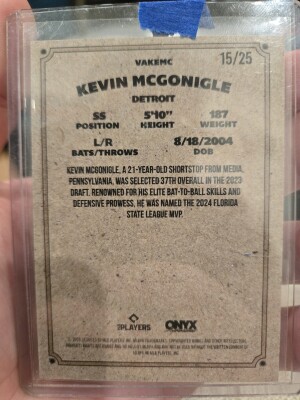 15/25
VAKEMC
KEVIN MCGONIGLE
DETROIT
SS 5'10" 187
POSITION HEIGHT WEIGHT
L/R 8/18/2004
BATS/THROWS DOB
KEVIN MCGONIGLE, A 21-YEAR-OLD SHORTSTOP FROM MEDIA,
PENNSYLVANIA, WAS SELECTED 37TH OVERALL IN THE 2023
DRAFT. RENOWNED FOR HIS ELITE BAT-TO-BALL SKILLS AND
DEFENSIVE PROWESS, HE WAS NAMED THE 2024 FLORIDA
STATE LEAGUE MVP.
PLAYERS ONYX